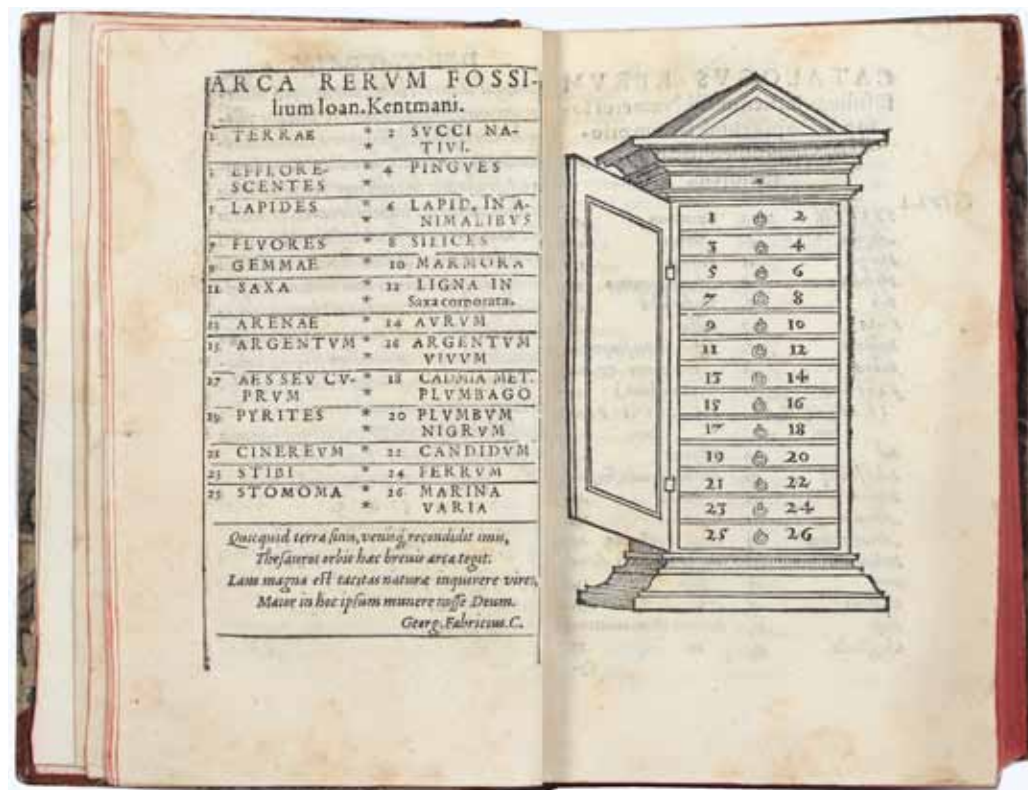 ARCA RERVM FOSSI-
lium Ioan. Kentmani.
1 TERRAE * 2 SVCCI NA-
* TIVI.
3 EFFLORE- * 4 PINGVES
SCENTES *
5 LAPIDES * 6 LAPID. IN A-
* NIMALIBVS
7 FLVORES * 8 SILICES
9 GEMMAE * 10 MARMORA
11 SAXA * 12 LIGNA IN
* Saxa corporata.
13 ARENAE * 14 AVRVM
15 ARGENTVM * 16 ARGENTVM
* VIVVM
17 AES SEV CV- * 18 CADMIA MET.
PRVM * PLVMBAGO
19 PYRITES * 20 PLVMBVM
* NIGRVM
21 CINEREVM * 22 CANDIDVM
23 STIBI * 24 FERRVM
25 STOMOMA * 26 MARINA
* VARIA
Quicquid terra sinu, venisq; recondidit imis,
Thesauros orbis hæc breuis arca tegit.
Laus magna est tacitas naturæ inquirere vires,
Maior in hoc ipsum munere nosse Deum.
Georg. Fabricius C.
1 2
3 4
5 6
7 8
9 10
11 12
13 14
15 16
17 18
19 20
21 22
23 24
25 26